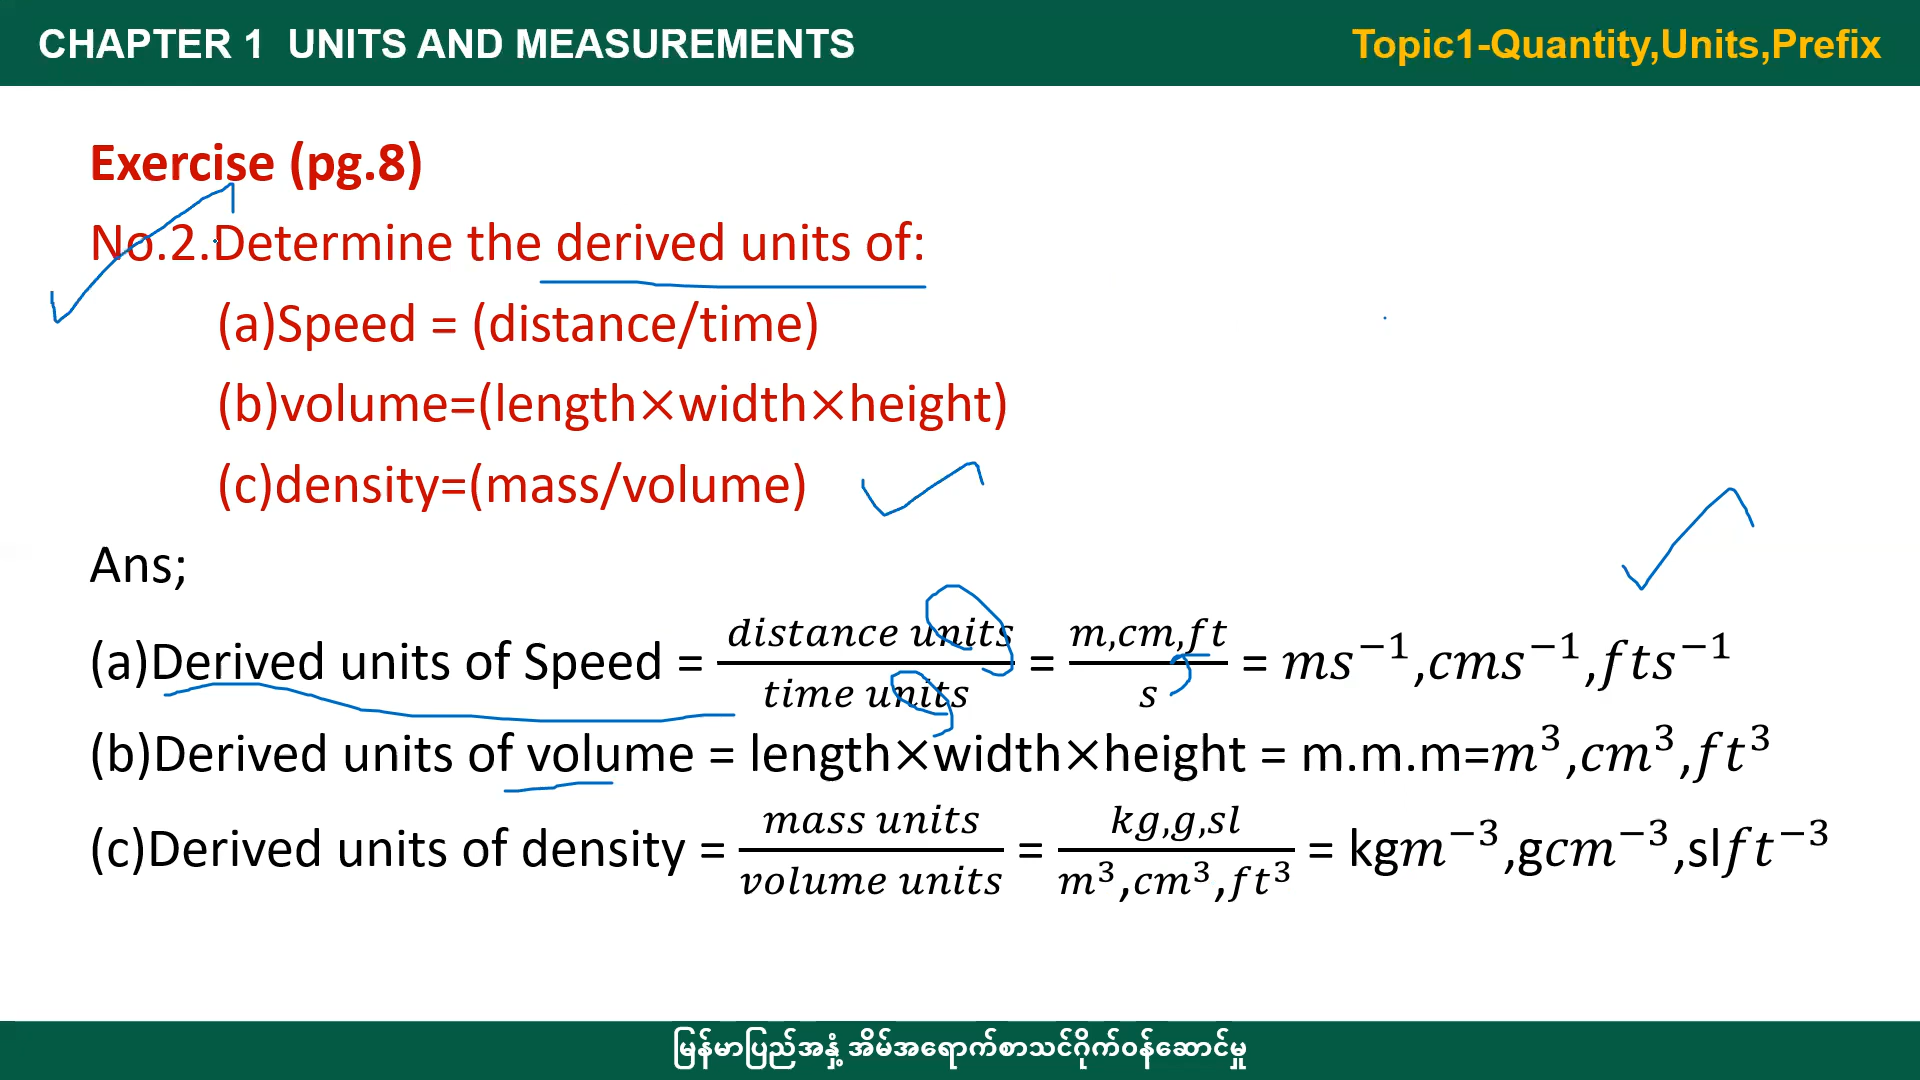 CHAPTER 1  UNITS AND MEASUREMENTS
Topic1-Quantity,Units,Prefix
Exercise (pg.8)
No.2.Determine the derived units of:
(a)Speed = (distance/time)
(b)volume=(length×width×height)
(c)density=(mass/volume)
Ans;
(a)Derived units of Speed = distance units / time units = m,cm,ft / s = ms⁻¹,cms⁻¹,fts⁻¹
(b)Derived units of volume = length×width×height = m.m.m=m³,cm³,ft³
(c)Derived units of density = mass units / volume units = kg,g,sl / m³,cm³,ft³ = kgm⁻³,gcm⁻³,slft⁻³
မြန်မာပြည်အနှံ့ အိမ်အရောက်စာသင်ဂိုက်ဝန်ဆောင်မှု